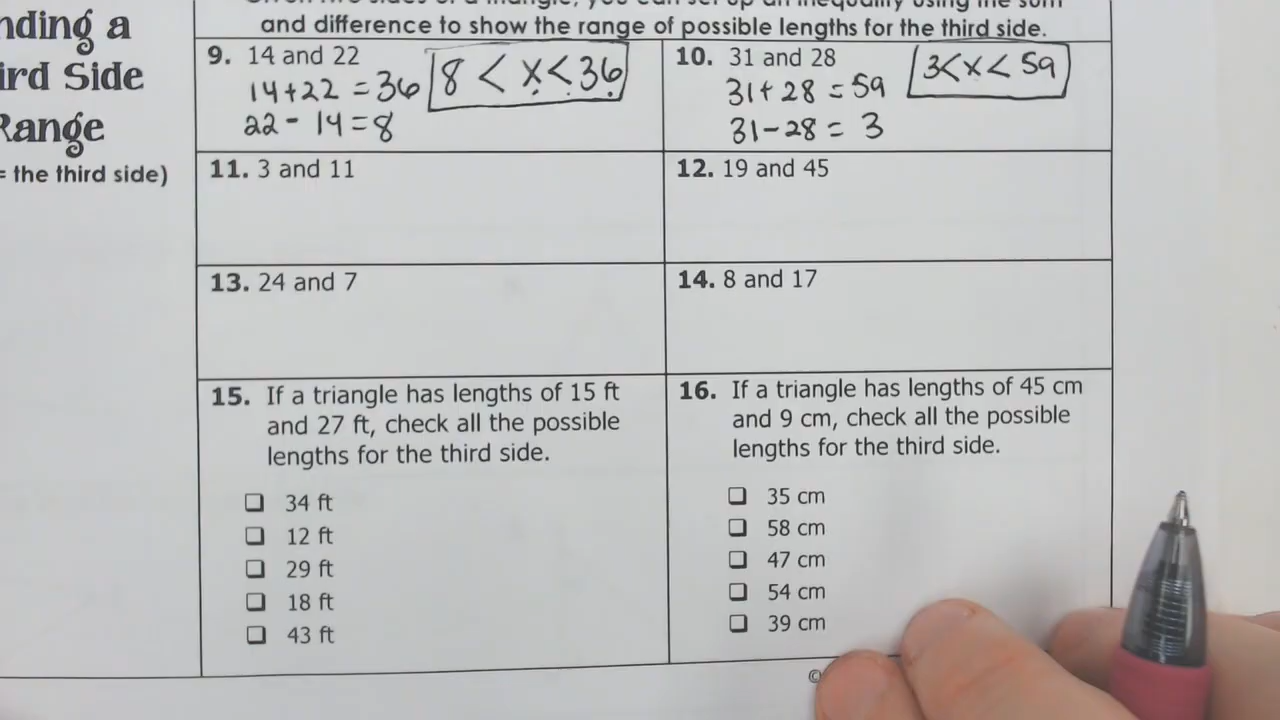 nding a
ird Side
Range
= the third side)
and difference to show the range of possible lengths for the third side.
9. 14 and 22
14+22 = 36
22 - 14 = 8
8 < x < 36
10. 31 and 28
31 + 28 = 59
31 - 28 = 3
3 < x < 59
11. 3 and 11
12. 19 and 45
13. 24 and 7
14. 8 and 17
15. If a triangle has lengths of 15 ft
and 27 ft, check all the possible
lengths for the third side.
❑ 34 ft
❑ 12 ft
❑ 29 ft
❑ 18 ft
❑ 43 ft
16. If a triangle has lengths of 45 cm
and 9 cm, check all the possible
lengths for the third side.
❑ 35 cm
❑ 58 cm
❑ 47 cm
❑ 54 cm
❑ 39 cm
©